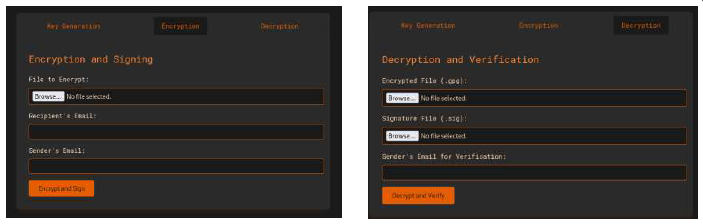 Key Generation Encryption Decryption
Encryption and Signing
File to Encrypt:
Browse... No file selected.
Recipient's Email:
Sender's Email:
Encrypt and Sign
Key Generation Encryption Decryption
Decryption and Verification
Encrypted File (.gpg):
Browse... No file selected.
Signature File (.sig):
Browse... No file selected.
Sender's Email for Verification:
Decrypt and Verify